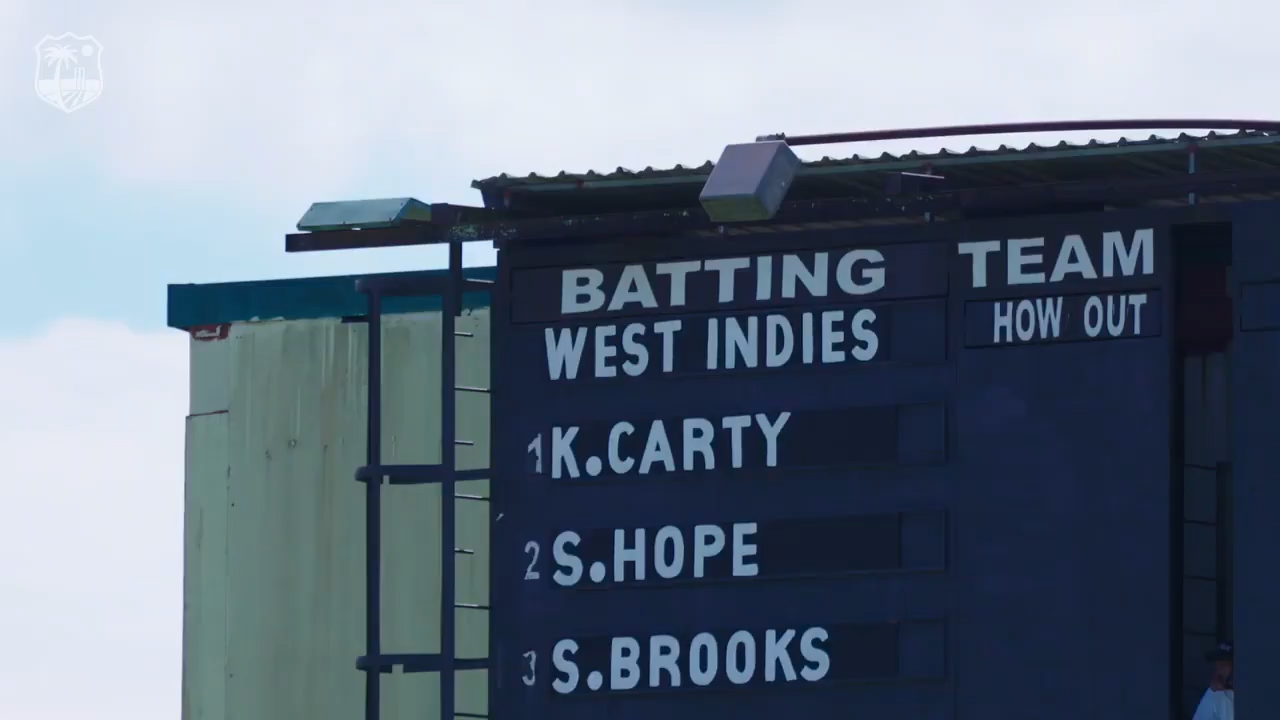 BATTING TEAM
WEST INDIES HOW OUT
1 K.CARTY
2 S.HOPE
3 S.BROOKS